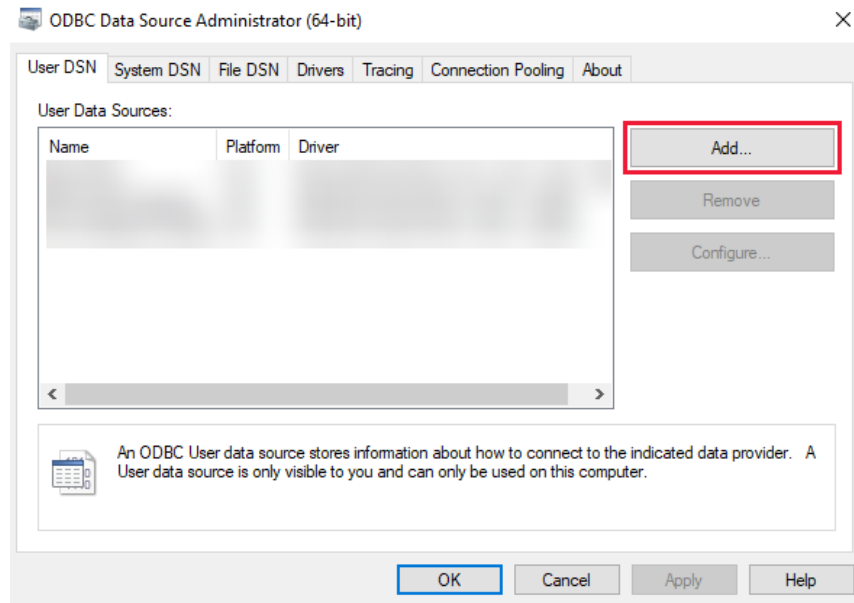 ODBC Data Source Administrator (64-bit)
User DSN System DSN File DSN Drivers Tracing Connection Pooling About
User Data Sources:
Name Platform Driver
Add...
Remove
Configure...
An ODBC User data source stores information about how to connect to the indicated data provider. A
User data source is only visible to you and can only be used on this computer.
OK Cancel Apply Help